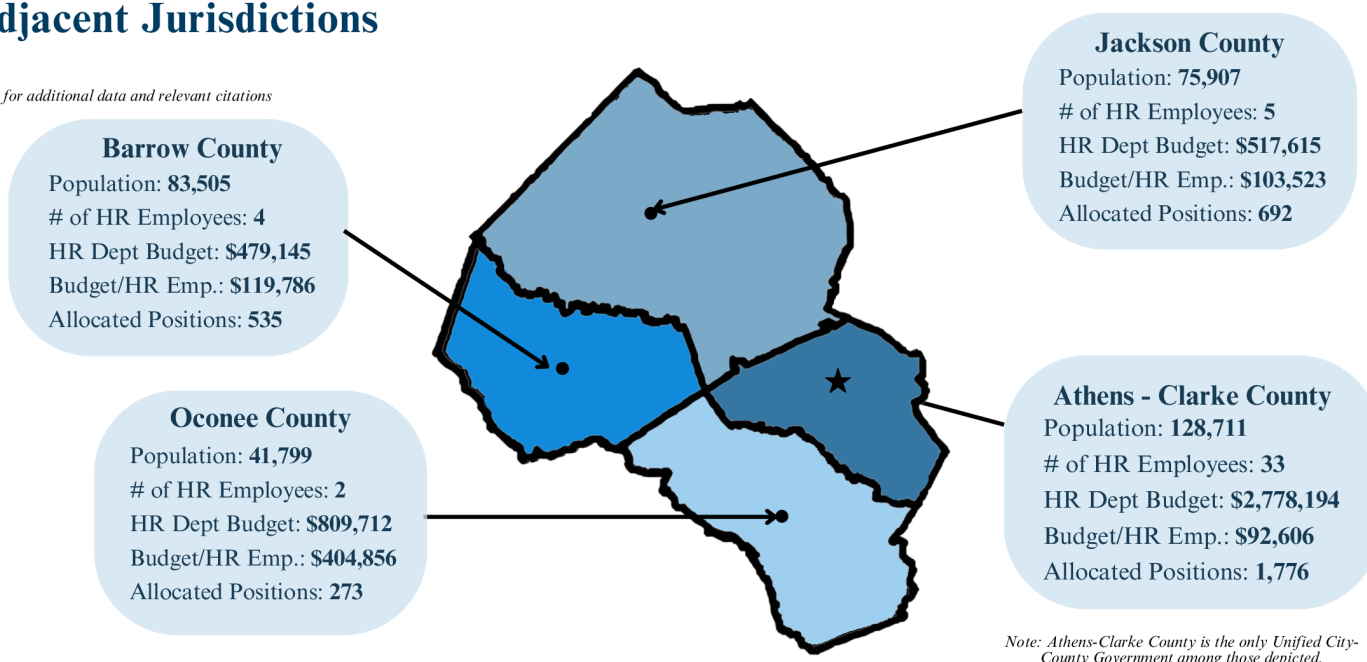 djacent Jurisdictions
for additional data and relevant citations
Barrow County
Population: 83,505
# of HR Employees: 4
HR Dept Budget: $479,145
Budget/HR Emp.: $119,786
Allocated Positions: 535
Oconee County
Population: 41,799
# of HR Employees: 2
HR Dept Budget: $809,712
Budget/HR Emp.: $404,856
Allocated Positions: 273
Jackson County
Population: 75,907
# of HR Employees: 5
HR Dept Budget: $517,615
Budget/HR Emp.: $103,523
Allocated Positions: 692
Athens - Clarke County
Population: 128,711
# of HR Employees: 33
HR Dept Budget: $2,778,194
Budget/HR Emp.: $92,606
Allocated Positions: 1,776
Note: Athens-Clarke County is the only Unified City-
County Government among those depicted.